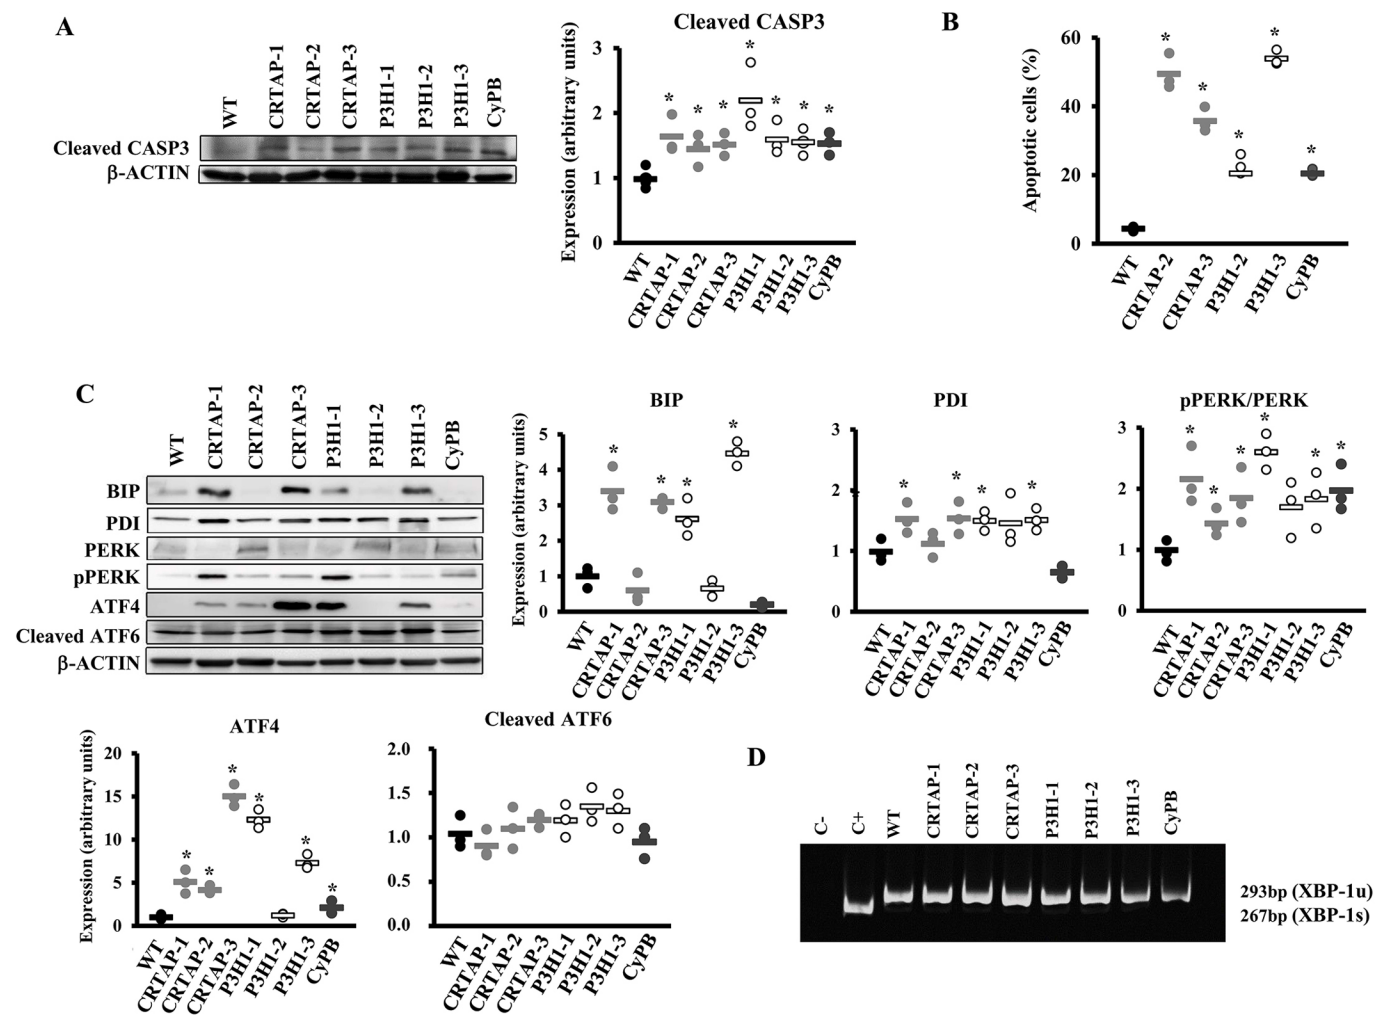 A
WT
CRTAP-1
CRTAP-2
CRTAP-3
P3H1-1
P3H1-2
P3H1-3
CyPB
Cleaved CASP3
β-ACTIN
Cleaved CASP3
Expression (arbitrary units)
3
2
1
0
* * * * * * *
WT
CRTAP-1
CRTAP-2
CRTAP-3
P3H1-1
P3H1-2
P3H1-3
CyPB
B
Apoptotic cells (%)
60
40
20
0
* * * * *
WT
CRTAP-2
CRTAP-3
P3H1-2
P3H1-3
CyPB
C
WT
CRTAP-1
CRTAP-2
CRTAP-3
P3H1-1
P3H1-2
P3H1-3
CyPB
BIP
PDI
PERK
pPERK
ATF4
Cleaved ATF6
β-ACTIN
BIP
Expression (arbitrary units)
5
4
3
2
1
0
* * * *
WT
CRTAP-1
CRTAP-2
CRTAP-3
P3H1-1
P3H1-2
P3H1-3
CyPB
PDI
3
2
1
0
* * * *
WT
CRTAP-1
CRTAP-2
CRTAP-3
P3H1-1
P3H1-2
P3H1-3
CyPB
pPERK/PERK
3
2
1
0
* * * * * *
WT
CRTAP-1
CRTAP-2
CRTAP-3
P3H1-1
P3H1-2
P3H1-3
CyPB
ATF4
Expression (arbitrary units)
20
15
10
5
0
* * * * * *
WT
CRTAP-1
CRTAP-2
CRTAP-3
P3H1-1
P3H1-2
P3H1-3
CyPB
Cleaved ATF6
2.0
1.5
1.0
0.5
0.0
WT
CRTAP-1
CRTAP-2
CRTAP-3
P3H1-1
P3H1-2
P3H1-3
CyPB
D
C-
C+
WT
CRTAP-1
CRTAP-2
CRTAP-3
P3H1-1
P3H1-2
P3H1-3
CyPB
293bp (XBP-1u)
267bp (XBP-1s)